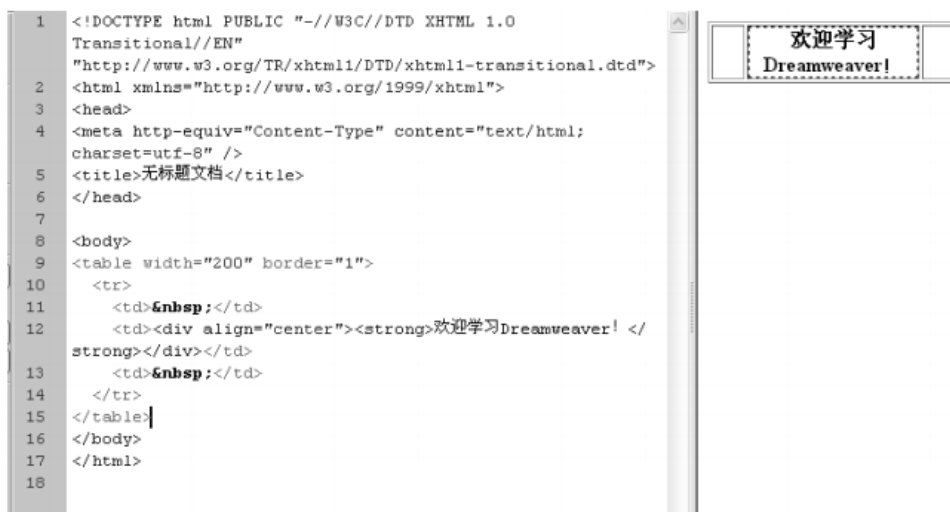 1 <!DOCTYPE html PUBLIC "-//W3C//DTD XHTML 1.0
Transitional//EN"
"http://www.w3.org/TR/xhtml1/DTD/xhtml1-transitional.dtd">
2 <html xmlns="http://www.w3.org/1999/xhtml">
3 <head>
4 <meta http-equiv="Content-Type" content="text/html;
charset=utf-8" />
5 <title>无标题文档</title>
6 </head>
7
8 <body>
9 <table width="200" border="1">
10 <tr>
11 <td>&nbsp;</td>
12 <td><div align="center"><strong>欢迎学习Dreamweaver!</
strong></div></td>
13 <td>&nbsp;</td>
14 </tr>
15 </table>
16 </body>
17 </html>
18
欢迎学习
Dreamweaver!